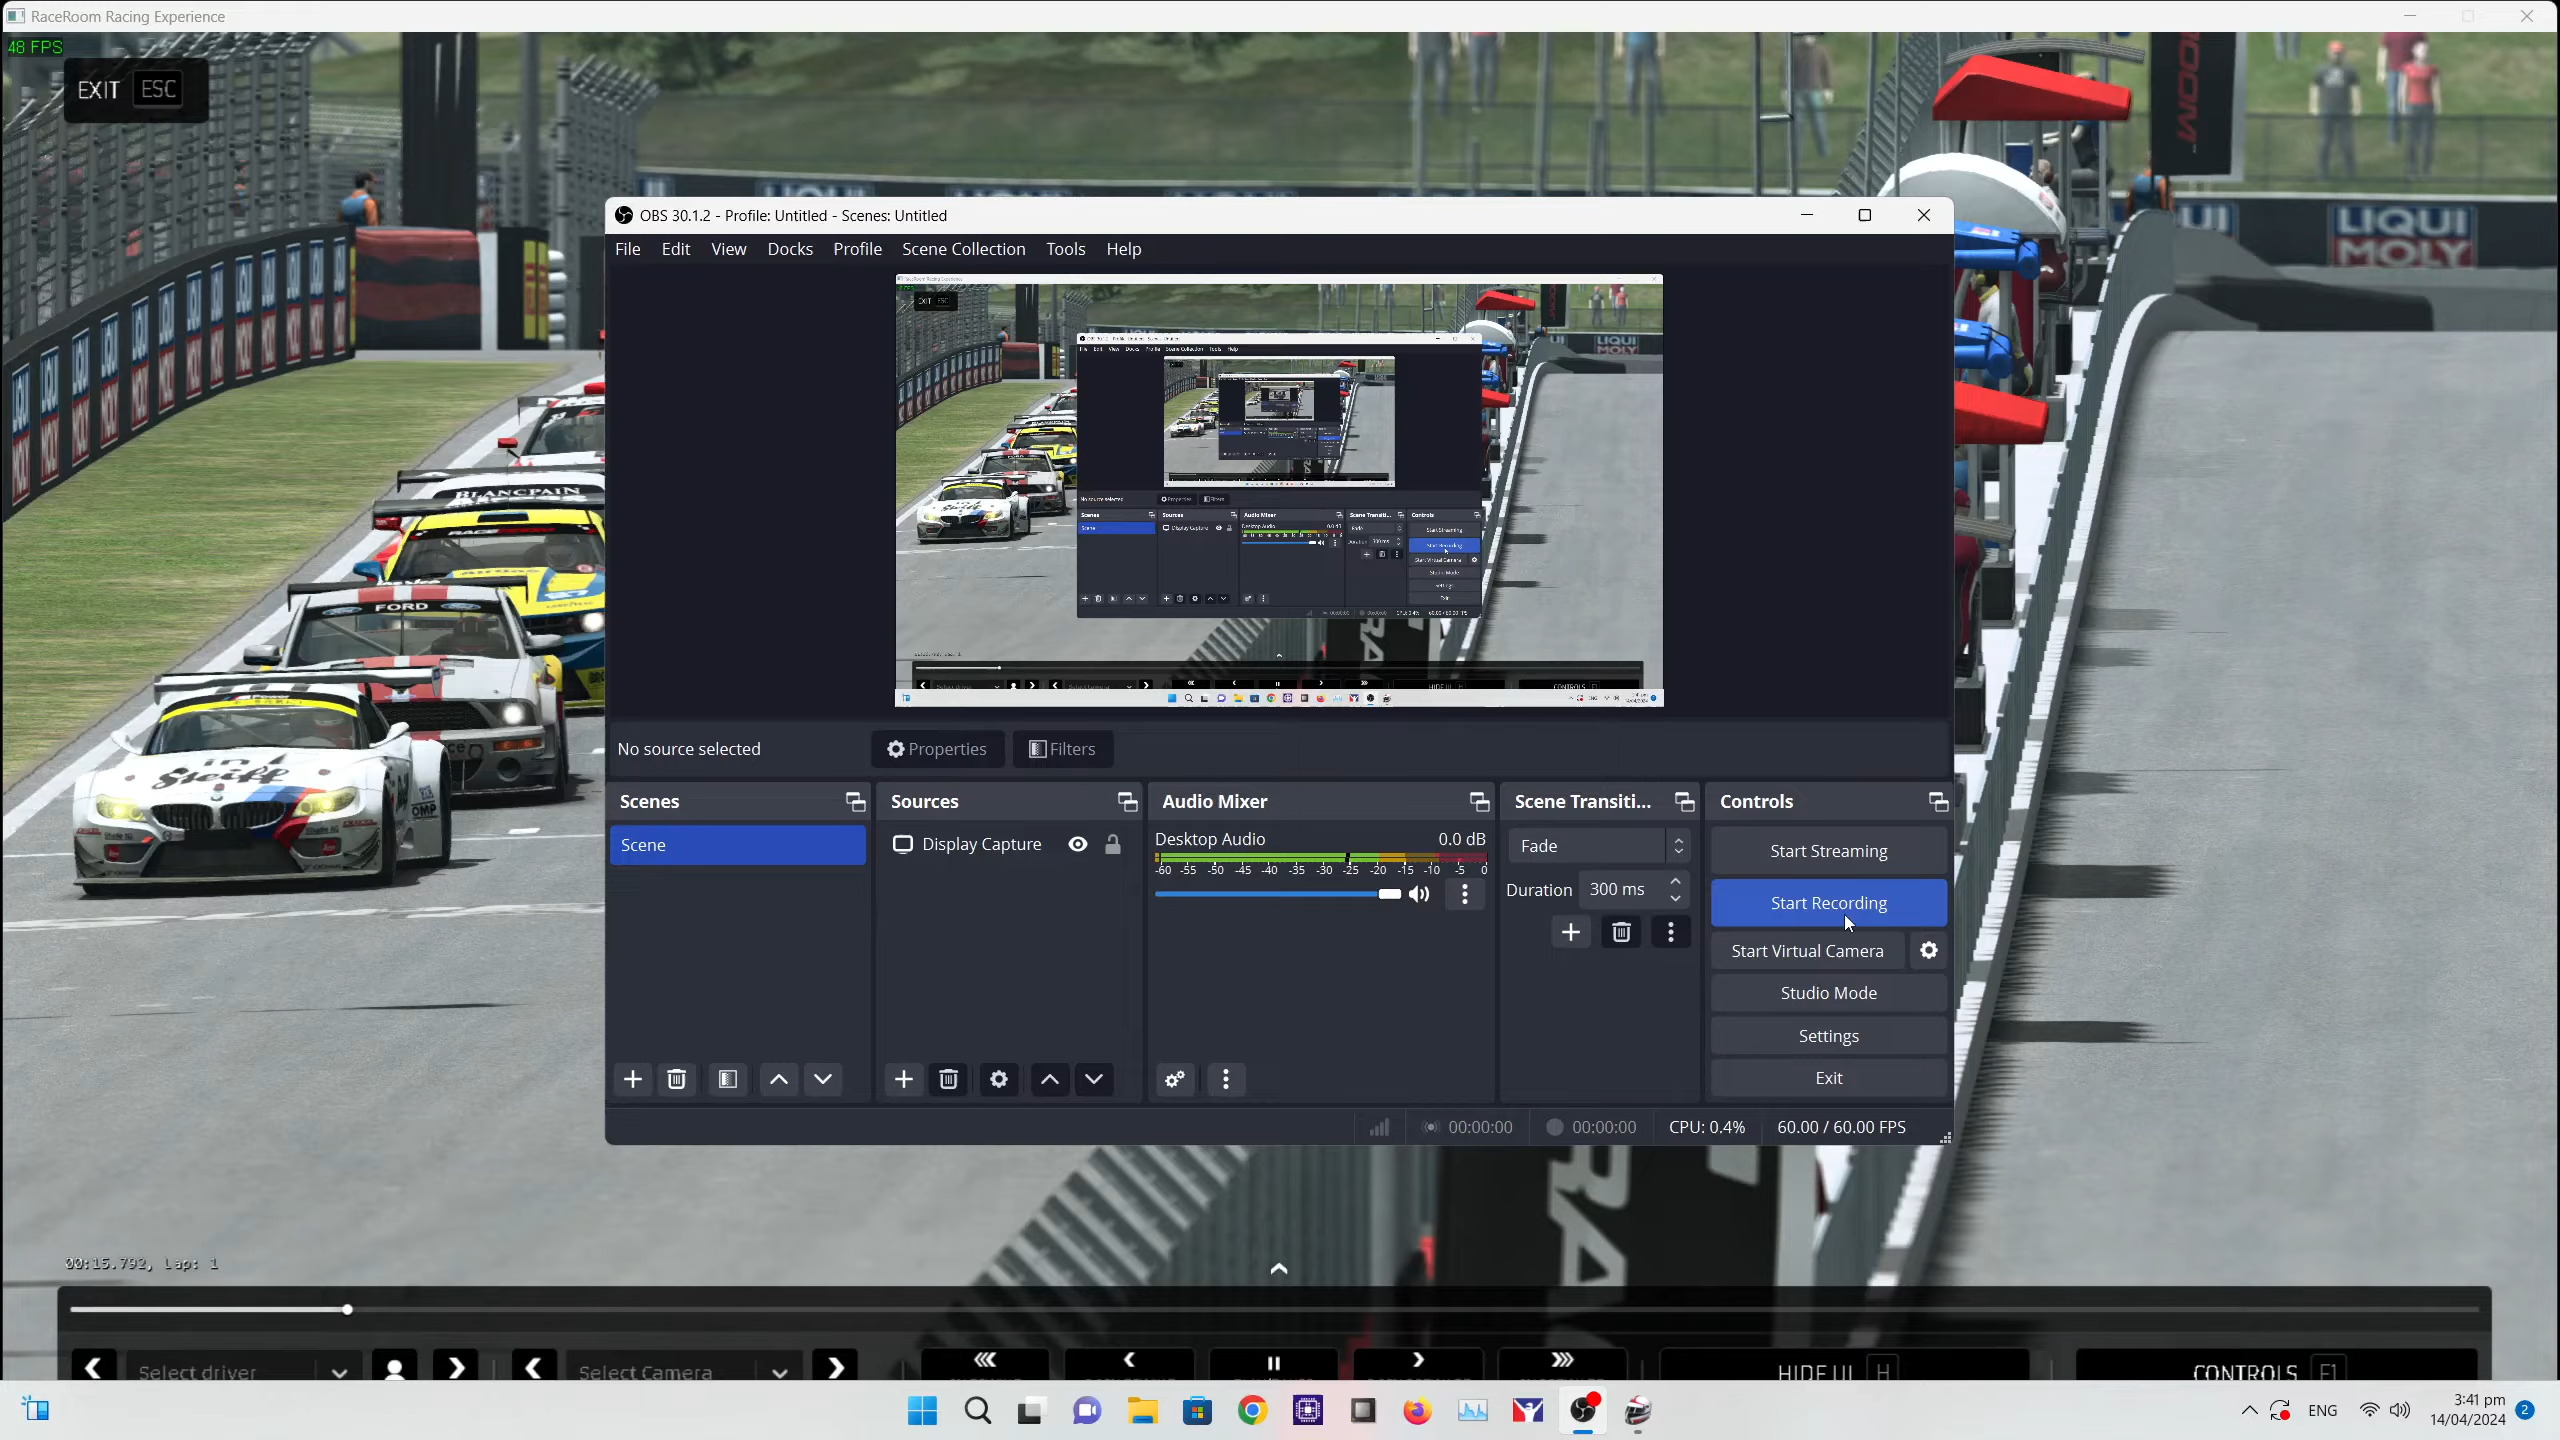 RaceRoom Racing Experience
48 FPS
EXIT ESC
LIQUI
MOLY
OBS 30.1.2 - Profile: Untitled - Scenes: Untitled
File Edit View Docks Profile Scene Collection Tools Help
BLANCPAIN
FORD
Steiff
OMP
No source selected
Properties
Filters
Scenes
Scene
Sources
Display Capture
Audio Mixer
Desktop Audio 0.0 dB
-60 -55 -50 -45 -40 -35 -30 -25 -20 -15 -10 -5 0
Scene Transiti...
Fade
Duration 300 ms
Controls
Start Streaming
Start Recording
Start Virtual Camera
Studio Mode
Settings
Exit
00:00:00 00:00:00 CPU: 0.4% 60.00 / 60.00 FPS
00:15.792, Lap: 1
Select driver
Select Camera
HIDE UI H
CONTROLS F1
ENG
3:41 pm
14/04/2024
2